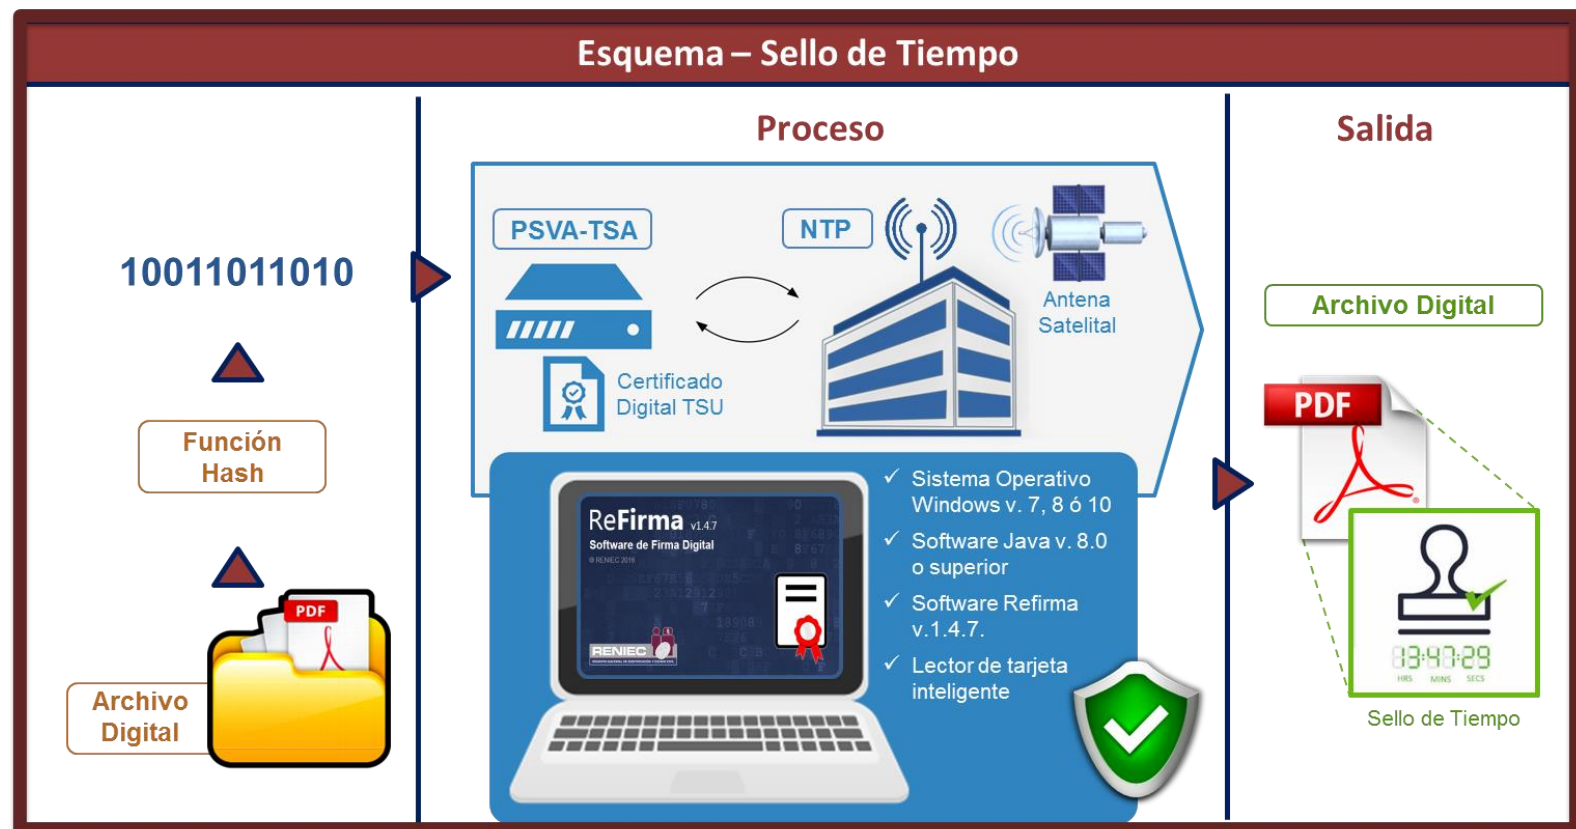 Esquema – Sello de Tiempo
10011011010
Función
Hash
PDF
Archivo
Digital
Proceso
PSVA-TSA
NTP
Antena
Satelital
Certificado
Digital TSU
ReFirma v1.4.7
Software de Firma Digital
RENIEC
✓ Sistema Operativo
Windows v. 7, 8 ó 10
✓ Software Java v. 8.0
o superior
✓ Software Refirma
v.1.4.7.
✓ Lector de tarjeta
inteligente
Salida
Archivo Digital
PDF
13:47:29
HRS MINS SECS
Sello de Tiempo